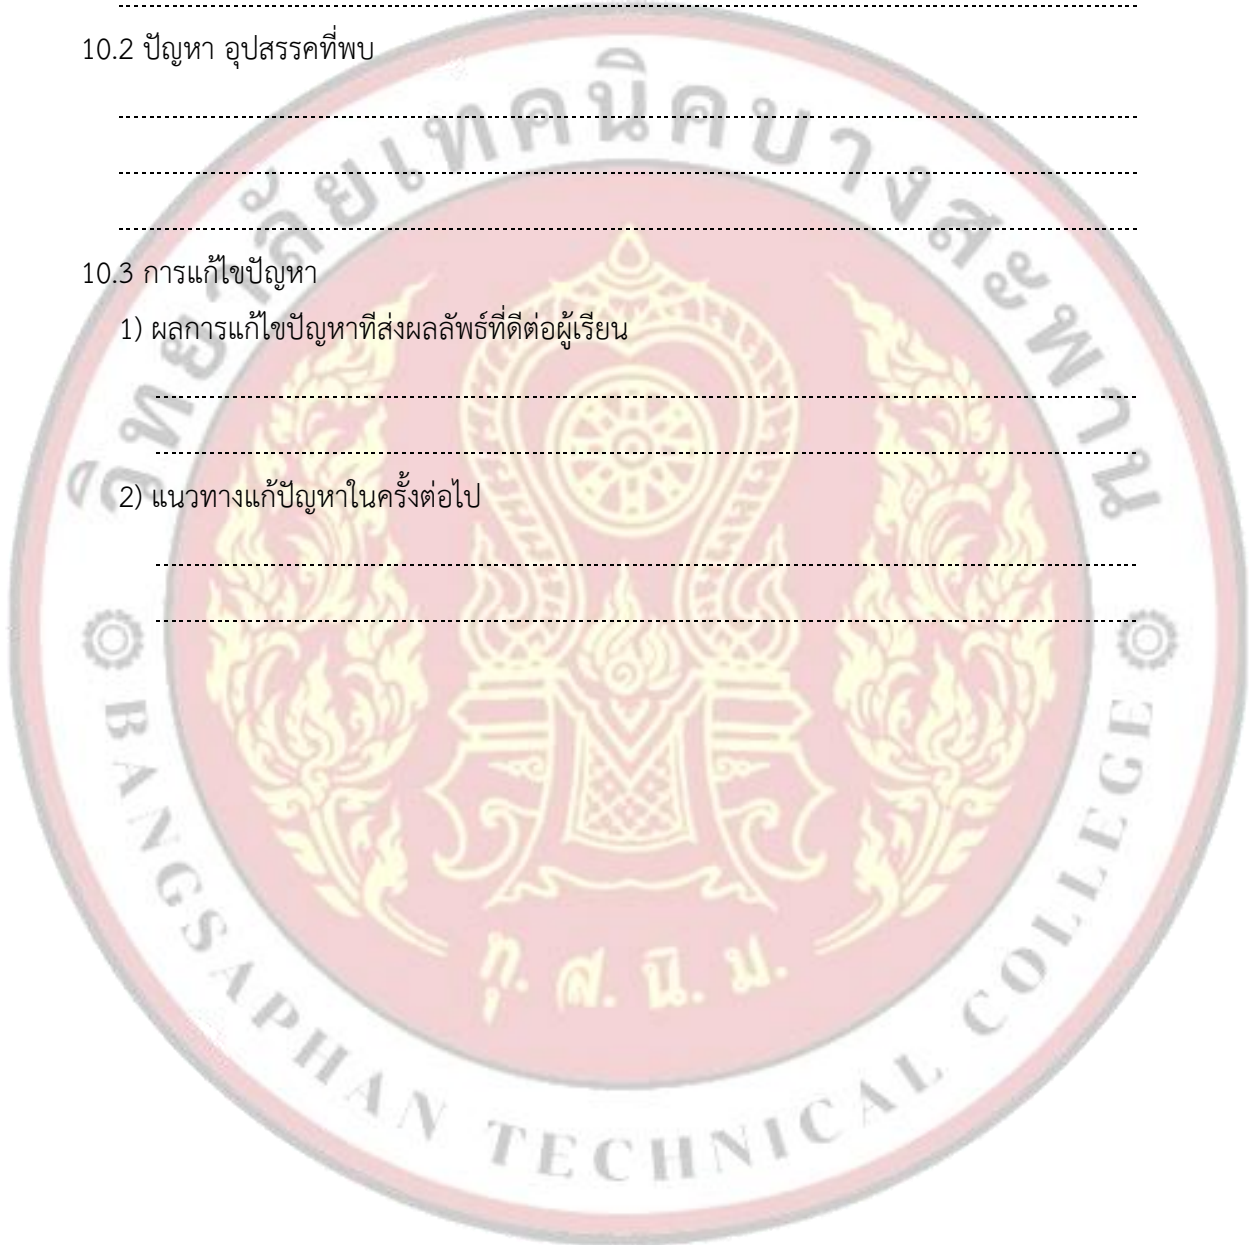 10.2 ปัญหา อุปสรรคที่พบ
10.3 การแก้ไขปัญหา
1) ผลการแก้ไขปัญหาที่ส่งผลลัพธ์ที่ดีต่อผู้เรียน
2) แนวทางแก้ปัญหาในครั้งต่อไป
วิทยาลัยเทคนิคบางสะพาน
ทุ. ส. นิ. ม.
BANGSAPHAN TECHNICAL COLLEGE